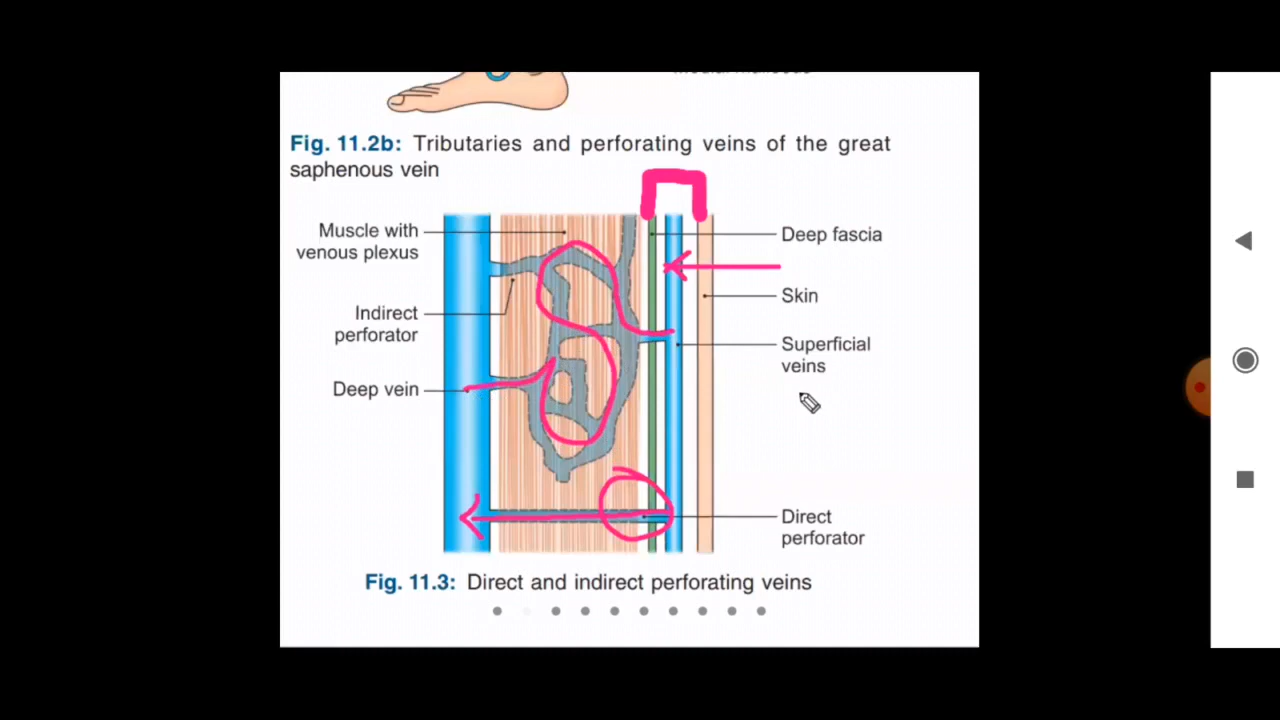 Fig. 11.2b: Tributaries and perforating veins of the great
saphenous vein
Muscle with
venous plexus
Indirect
perforator
Deep vein
Deep fascia
Skin
Superficial
veins
Direct
perforator
Fig. 11.3: Direct and indirect perforating veins